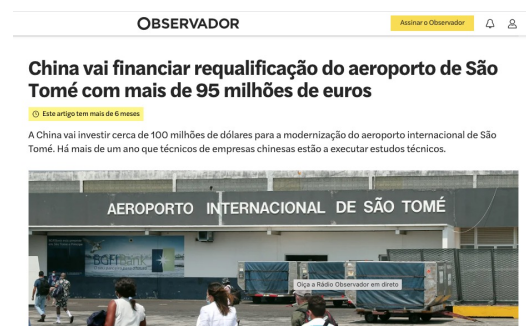 OBSERVADOR
Assinar o Observador
China vai financiar requalificação do aeroporto de São
Tomé com mais de 95 milhões de euros
Este artigo tem mais de 6 meses
A China vai investir cerca de 100 milhões de dólares para a modernização do aeroporto internacional de São
Tomé. Há mais de um ano que técnicos de empresas chinesas estão a executar estudos técnicos.
AEROPORTO INTERNACIONAL DE SÃO TOMÉ
BGFIBank
Oiça a Rádio Observador em direto